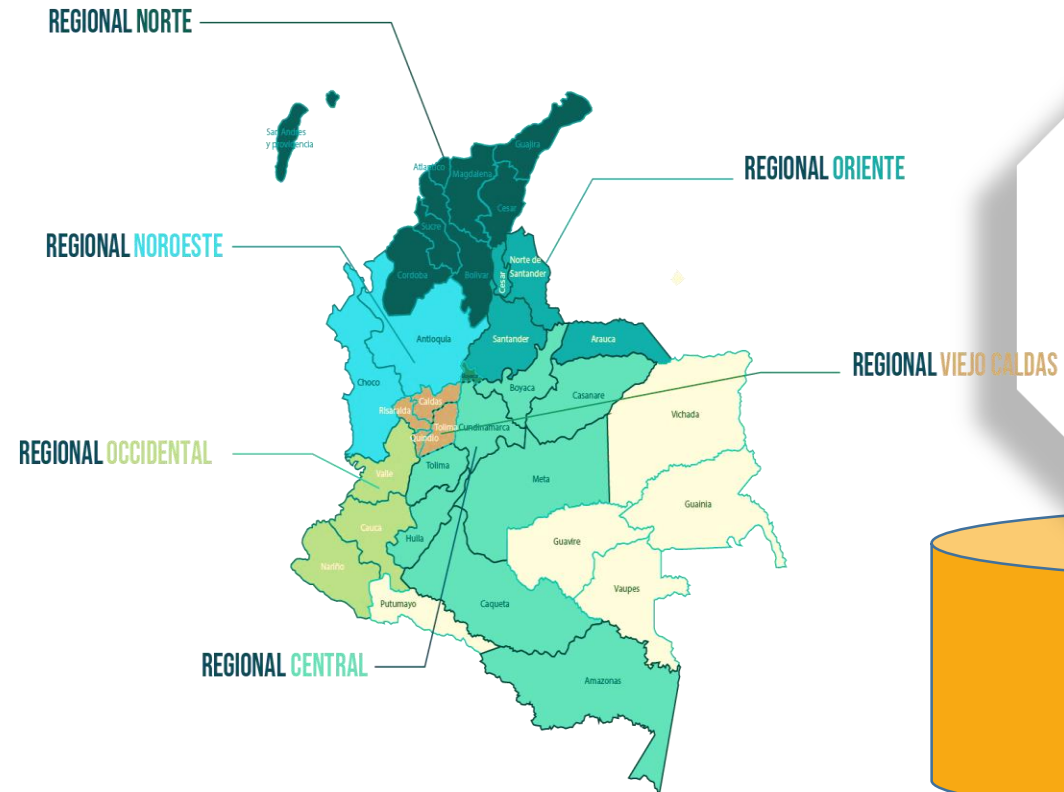 REGIONAL NORTE
San Andres
y providencia
Guajira
Atlantico
Magdalena
REGIONAL ORIENTE
Cesar
Sucre
REGIONAL NOROESTE
Norte de
Santander
Cordoba
Bolivar
Cesar
Antioquia
Santander
Arauca
REGIONAL VIEJO CALDAS
Choco
Boyaca
Casanare
Caldas
Risaralda
Vichada
Tolima
Cundinamarca
Quindio
REGIONAL OCCIDENTAL
Valle
Tolima
Meta
Guainia
Cauca
Huila
Guavire
Nariño
Vaupes
Putumayo
Caqueta
REGIONAL CENTRAL
Amazonas